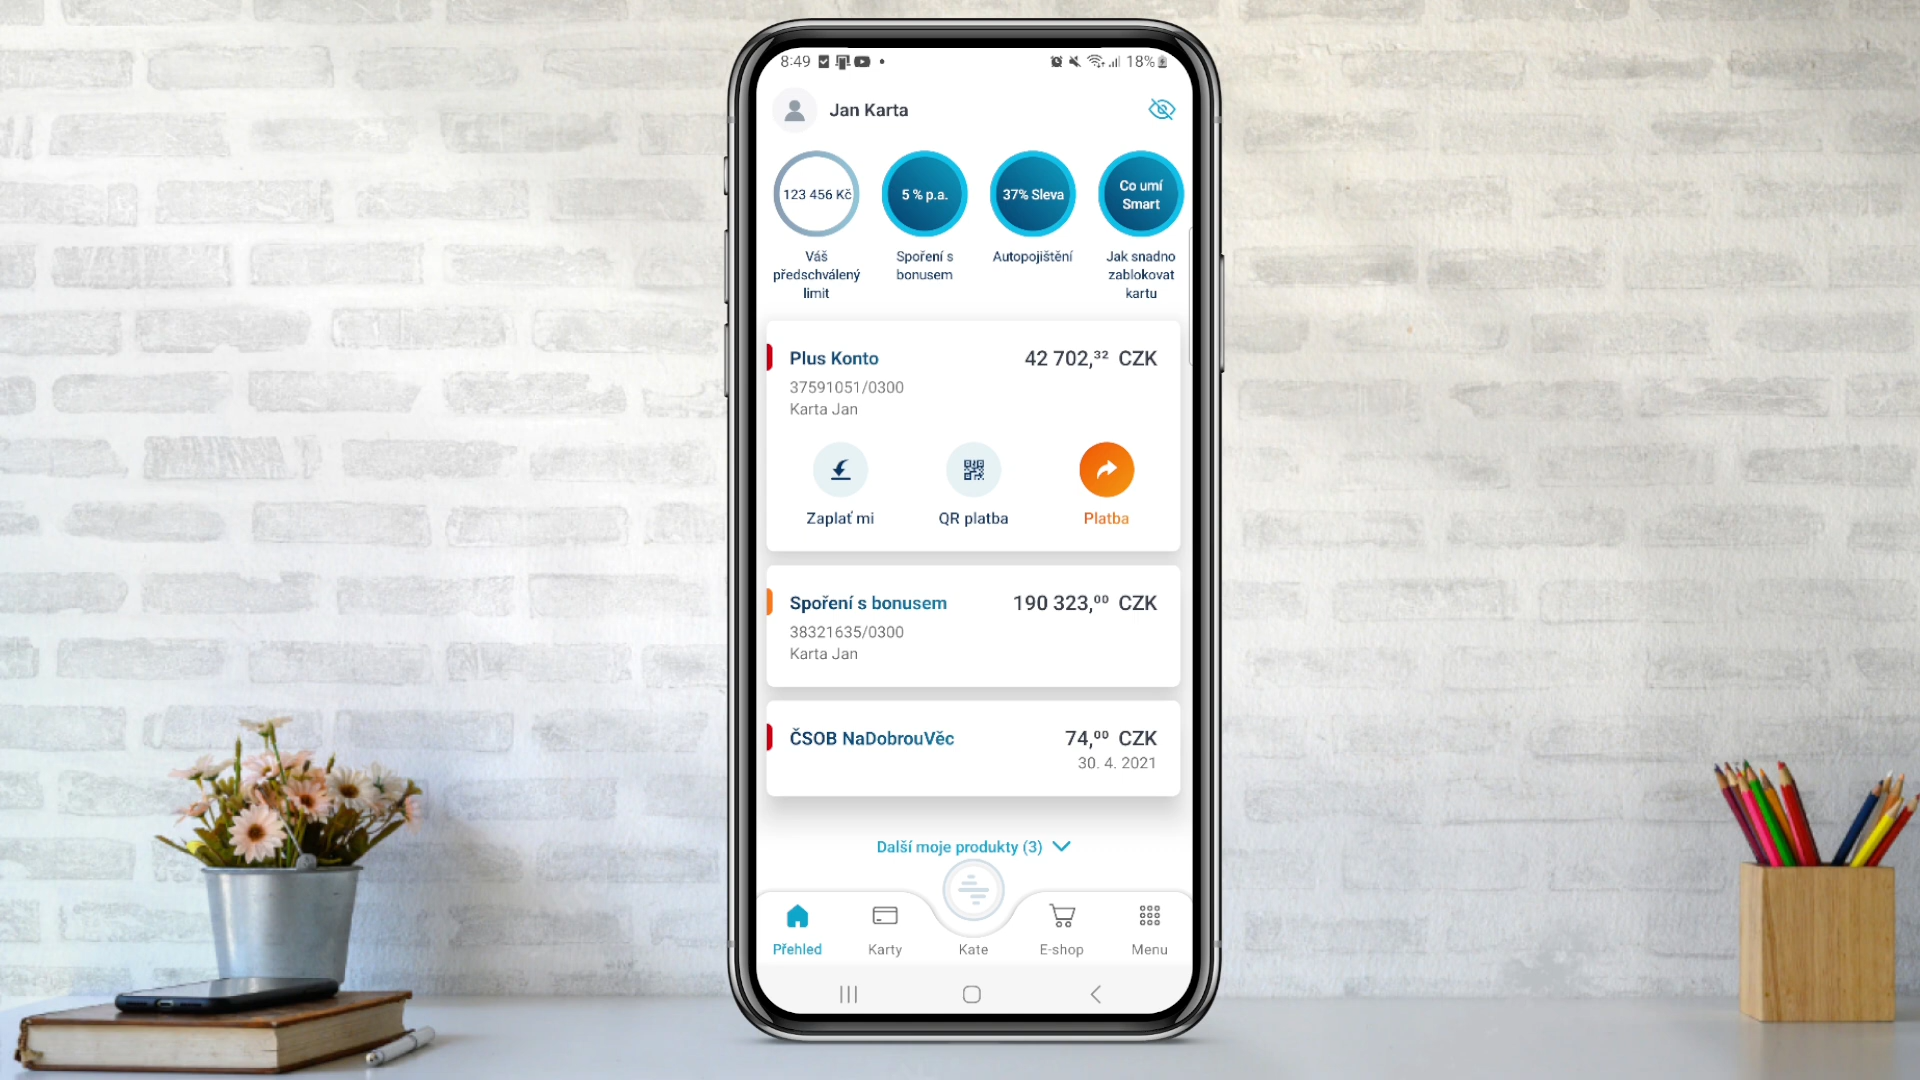 8:49
18%
Jan Karta
123 456 Kč
5 % p.a.
37% Sleva
Co umí
Smart
Váš
předschválený
limit
Spoření s
bonusem
Autopojištění
Jak snadno
zablokovat
kartu
Plus Konto
42 702,³² CZK
37591051/0300
Karta Jan
Zaplať mi
QR platba
Platba
Spoření s bonusem
190 323,⁰⁰ CZK
38321635/0300
Karta Jan
ČSOB NaDobrouVěc
74,⁰⁰ CZK
30. 4. 2021
Další moje produkty (3)
Přehled
Karty
Kate
E-shop
Menu